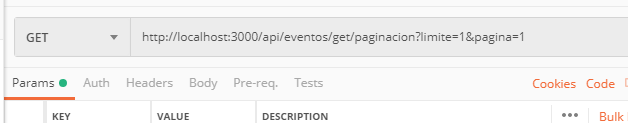 GET http://localhost:3000/api/eventos/get/paginacion?limite=1&pagina=1
Params Auth Headers Body Pre-req. Tests Cookies Code
KEY VALUE DESCRIPTION ••• Bulk